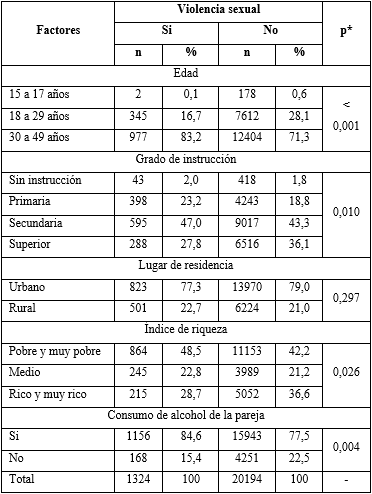 Factores Violencia sexual p*
Si No
n % n %
Edad
15 a 17 años 2 0,1 178 0,6 < 0,001
18 a 29 años 345 16,7 7612 28,1
30 a 49 años 977 83,2 12404 71,3
Grado de instrucción
Sin instrucción 43 2,0 418 1,8 0,010
Primaria 398 23,2 4243 18,8
Secundaria 595 47,0 9017 43,3
Superior 288 27,8 6516 36,1
Lugar de residencia
Urbano 823 77,3 13970 79,0 0,297
Rural 501 22,7 6224 21,0
Indice de riqueza
Pobre y muy pobre 864 48,5 11153 42,2 0,026
Medio 245 22,8 3989 21,2
Rico y muy rico 215 28,7 5052 36,6
Consumo de alcohol de la pareja
Si 1156 84,6 15943 77,5 0,004
No 168 15,4 4251 22,5
Total 1324 100 20194 100 -